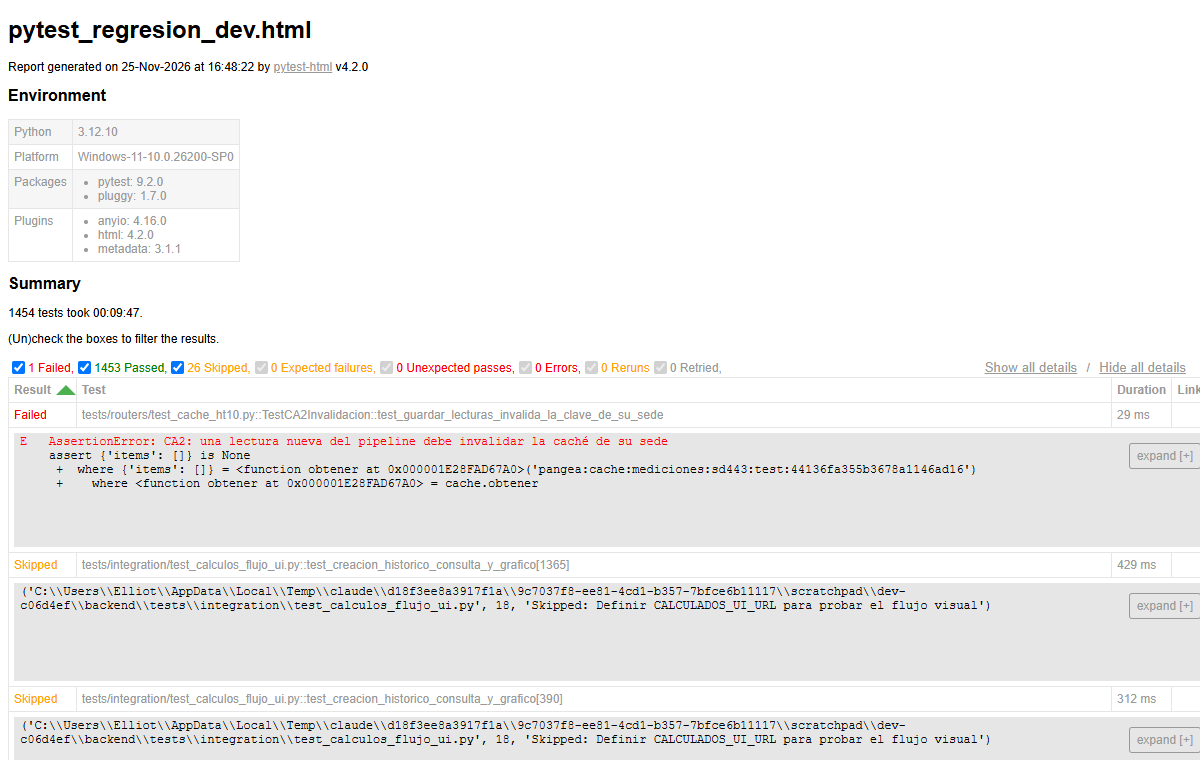 pytest_regresion_dev.html
Report generated on 25-Nov-2026 at 16:48:22 by pytest-html v4.2.0
Environment
Python 3.12.10
Platform Windows-11-10.0.26200-SP0
Packages
pytest: 9.2.0
pluggy: 1.7.0
Plugins
anyio: 4.16.0
html: 4.2.0
metadata: 3.1.1
Summary
1454 tests took 00:09:47.
(Un)check the boxes to filter the results.
1 Failed, 1453 Passed, 26 Skipped, 0 Expected failures, 0 Unexpected passes, 0 Errors, 0 Reruns 0 Retried, Show all details / Hide all details
Result Test Duration Link
Failed tests/routers/test_cache_ht10.py::TestCA2Invalidacion::test_guardar_lecturas_invalida_la_clave_de_su_sede 29 ms
E AssertionError: CA2: una lectura nueva del pipeline debe invalidar la caché de su sede
assert {'items': []} is None
+ where {'items': []} = <function obtener at 0x000001E28FAD67A0>('pangea:cache:mediciones:sd443:test:44136fa355b3678a1146ad16')
+ where <function obtener at 0x000001E28FAD67A0> = cache.obtener
expand [+]
Skipped tests/integration/test_calculos_flujo_ui.py::test_creacion_historico_consulta_y_grafico[1365] 429 ms
('C:\\Users\\Elliot\\AppData\\Local\\Temp\\claude\\d18f3ee8a3917f1a\\9c7037f8-ee81-4cd1-b357-7bfce6b11117\\scratchpad\\dev-
c06d4ef\\backend\\tests\\integration\\test_calculos_flujo_ui.py', 18, 'Skipped: Definir CALCULADOS_UI_URL para probar el flujo visual')
expand [+]
Skipped tests/integration/test_calculos_flujo_ui.py::test_creacion_historico_consulta_y_grafico[390] 312 ms
('C:\\Users\\Elliot\\AppData\\Local\\Temp\\claude\\d18f3ee8a3917f1a\\9c7037f8-ee81-4cd1-b357-7bfce6b11117\\scratchpad\\dev-
c06d4ef\\backend\\tests\\integration\\test_calculos_flujo_ui.py', 18, 'Skipped: Definir CALCULADOS_UI_URL para probar el flujo visual')
expand [+]